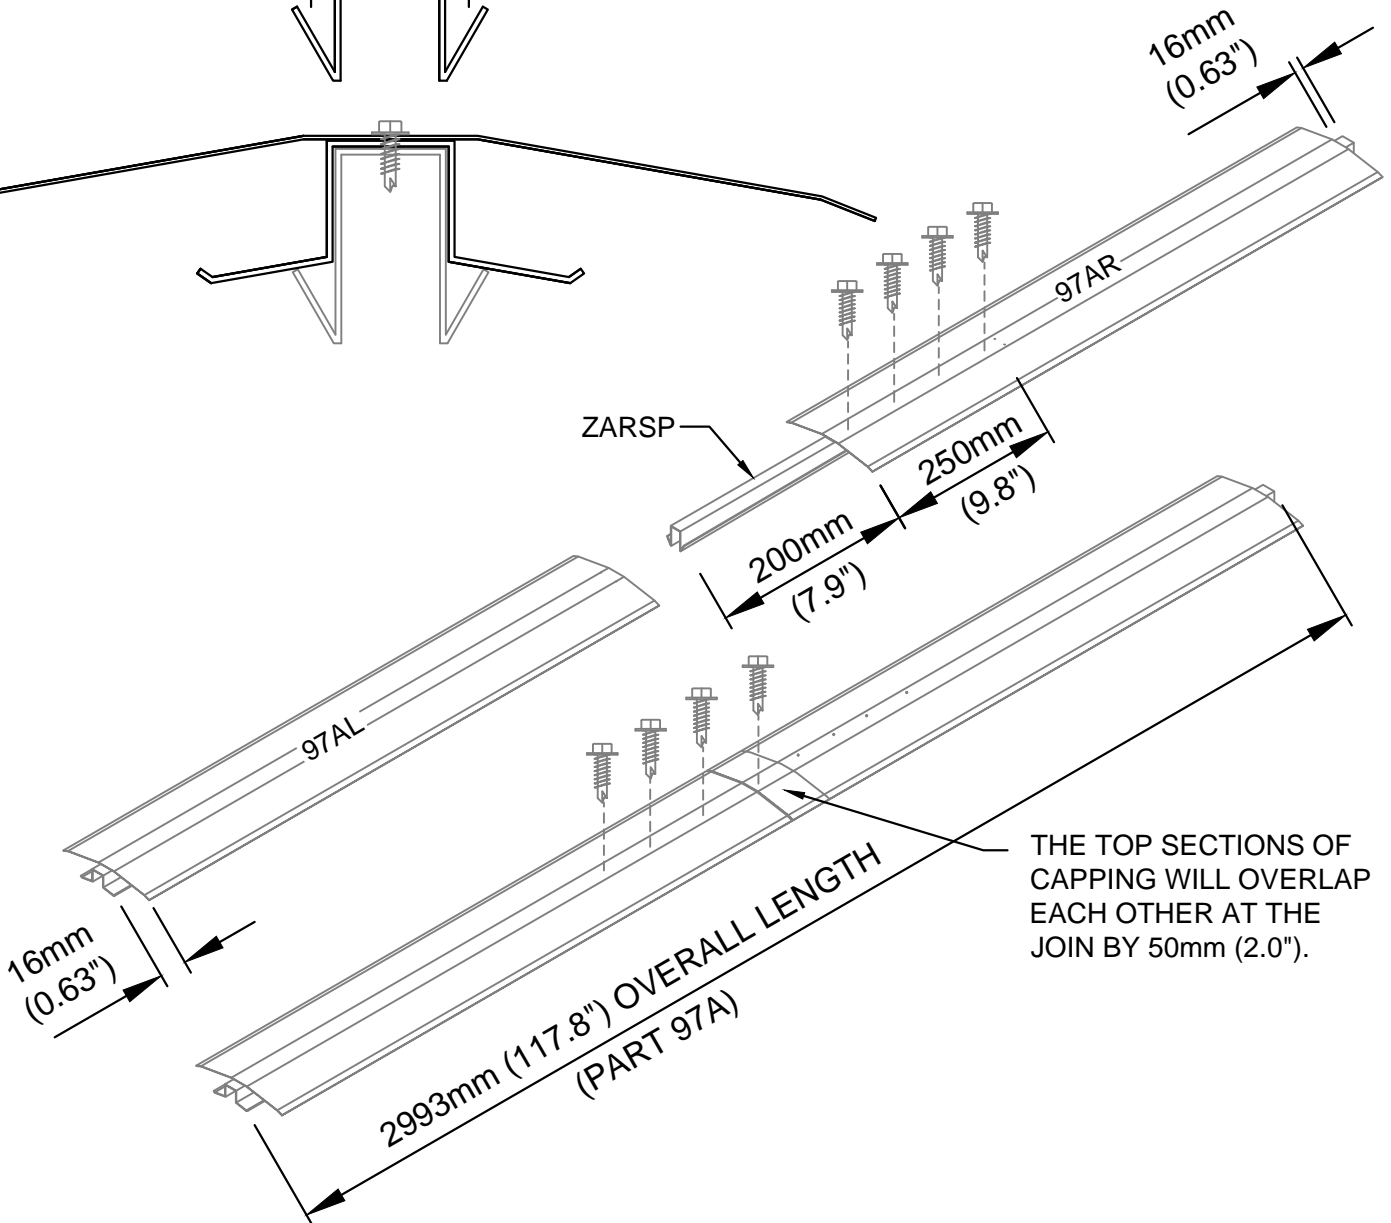 16mm
(0.63")
97AR
ZARSP
250mm
(9.8")
200mm
(7.9")
97AL
16mm
(0.63")
THE TOP SECTIONS OF
CAPPING WILL OVERLAP
EACH OTHER AT THE
JOIN BY 50mm (2.0").
2993mm (117.8") OVERALL LENGTH
(PART 97A)